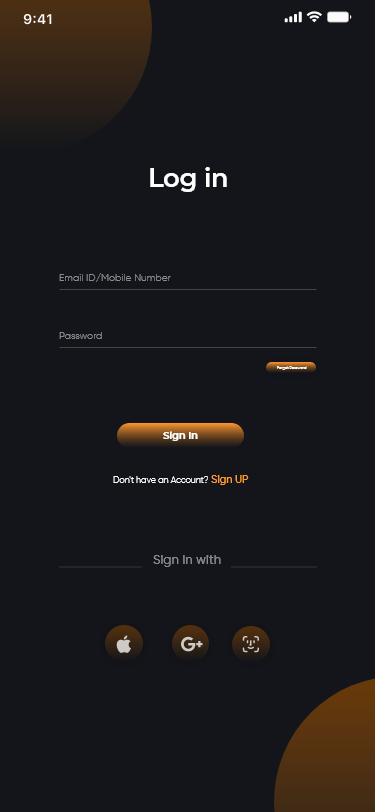 9:41
Log in
Email ID/Mobile Number
Password
Forgot Password
Sign In
Don't have an Account? Sign UP
Sign in with
G+